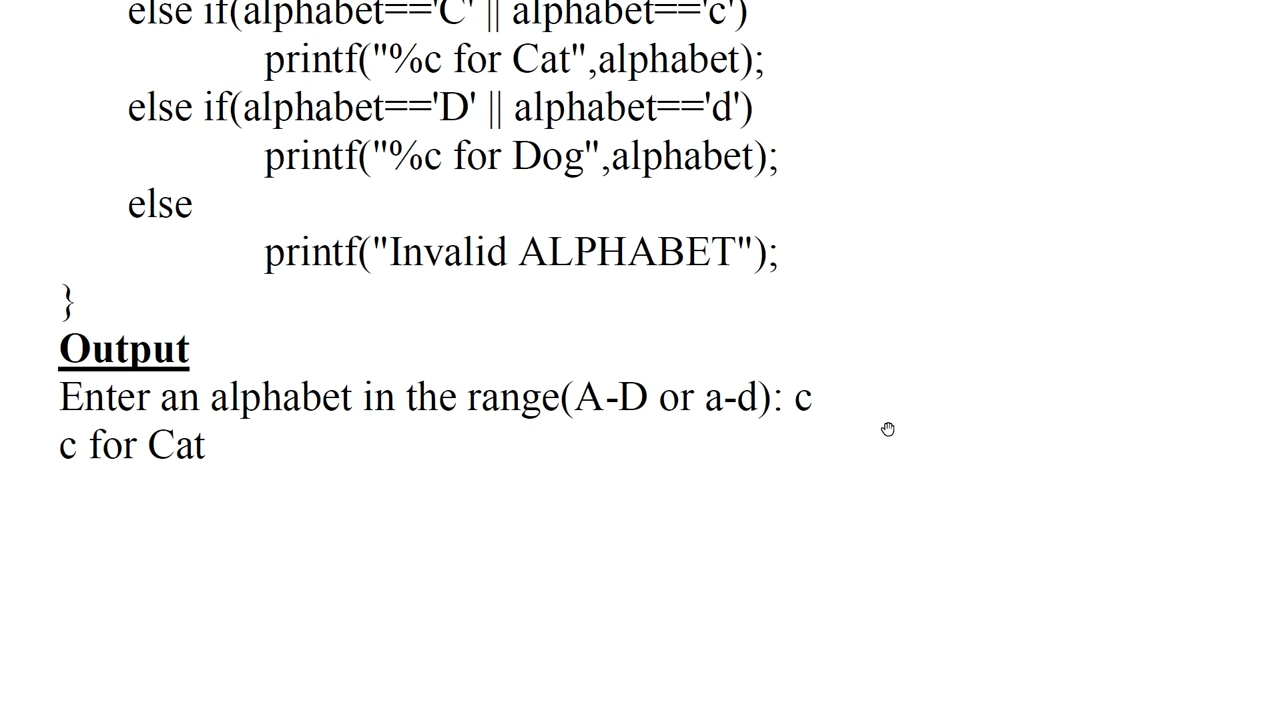 else if(alphabet=='C' || alphabet=='c')
printf("%c for Cat",alphabet);
else if(alphabet=='D' || alphabet=='d')
printf("%c for Dog",alphabet);
else
printf("Invalid ALPHABET");
}
Output
Enter an alphabet in the range(A-D or a-d): c
c for Cat